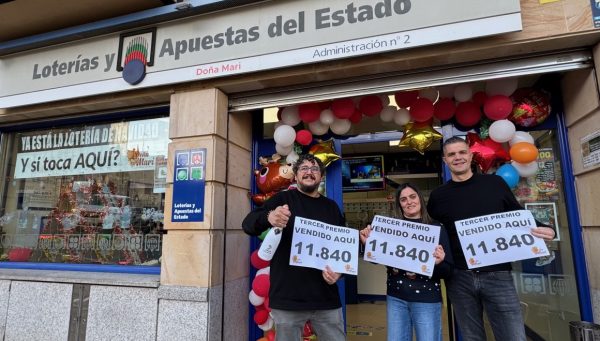 Loterías y Apuestas del Estado
Doña Mari
Administración nº 2
YA ESTÁ LA LOTERÍA DE NAVIDAD
Y si toca AQUÍ?
Loterías y
Apuestas
del Estado
TERCER PREMIO
VENDIDO AQUÍ
11.840
TERCER PREMIO
VENDIDO AQUÍ
11.840
TERCER PREMIO
VENDIDO AQUÍ
11.840